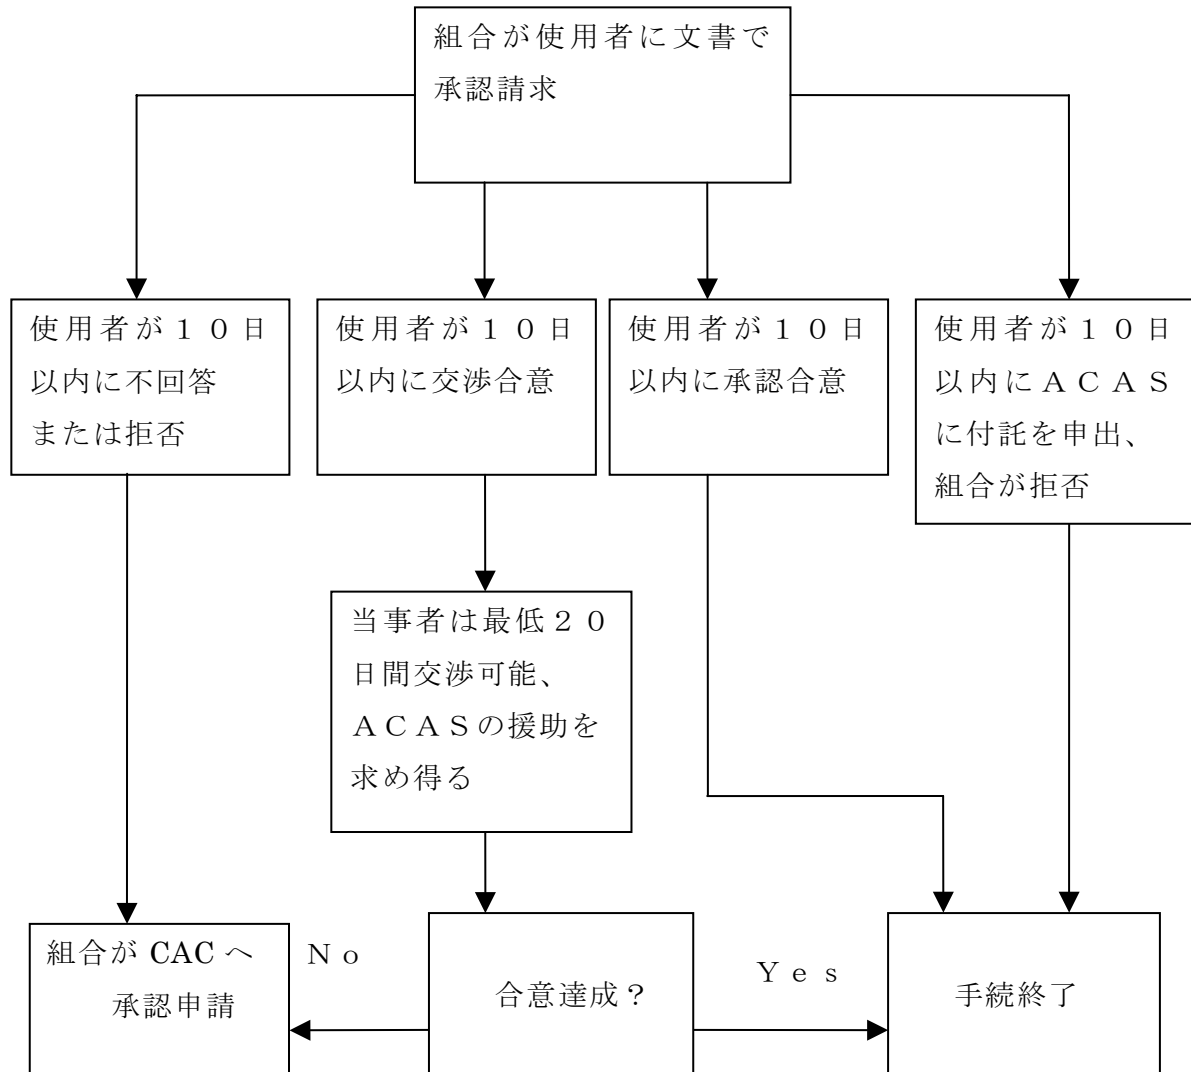 組合が使用者に文書で
承認請求
使用者が１０日
以内に不回答
または拒否
使用者が１０日
以内に交渉合意
使用者が１０日
以内に承認合意
使用者が１０日
以内にＡＣＡＳ
に付託を申出、
組合が拒否
当事者は最低２０
日間交渉可能、
ＡＣＡＳの援助を
求め得る
組合が CAC へ
承認申請
Ｎｏ
合意達成？
Ｙｅｓ
手続終了